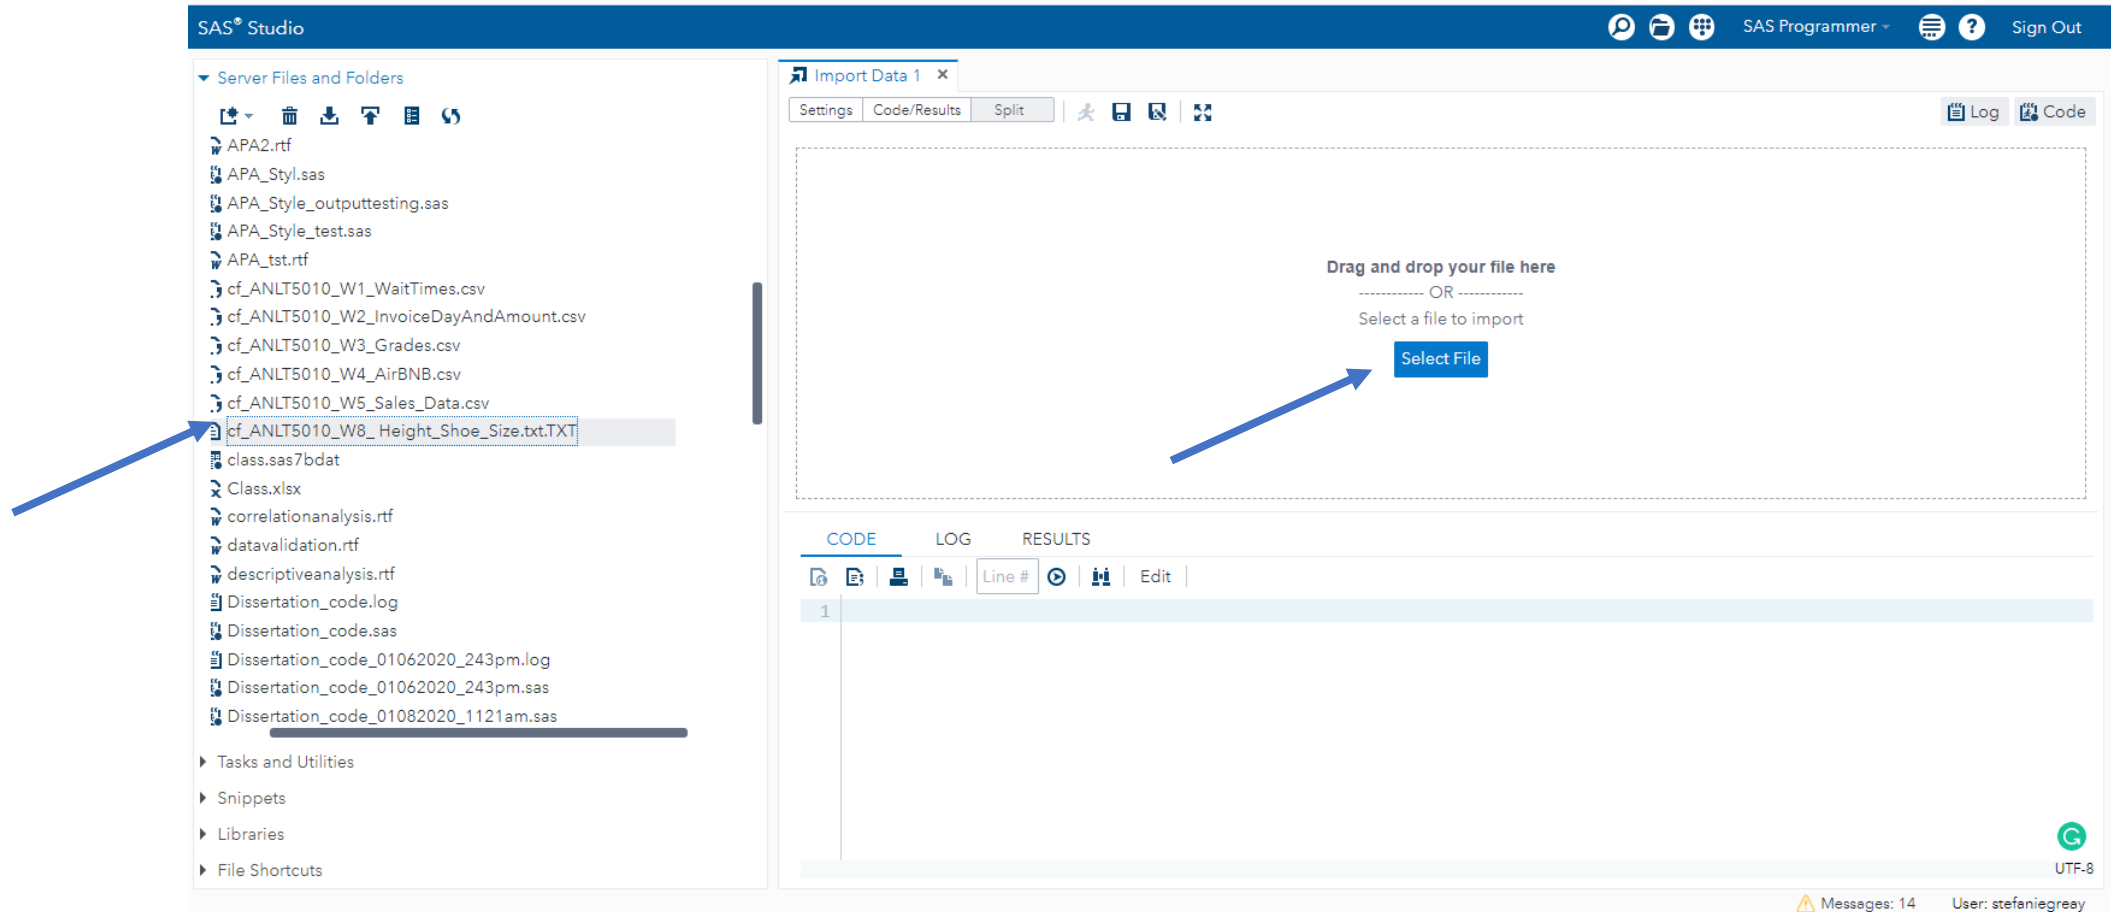 SAS® Studio
SAS Programmer
Sign Out
Server Files and Folders
APA2.rtf
APA_Styl.sas
APA_Style_outputtesting.sas
APA_Style_test.sas
APA_tst.rtf
cf_ANLT5010_W1_WaitTimes.csv
cf_ANLT5010_W2_InvoiceDayAndAmount.csv
cf_ANLT5010_W3_Grades.csv
cf_ANLT5010_W4_AirBNB.csv
cf_ANLT5010_W5_Sales_Data.csv
cf_ANLT5010_W8_ Height_Shoe_Size.txt.TXT
class.sas7bdat
Class.xlsx
correlationanalysis.rtf
datavalidation.rtf
descriptiveanalysis.rtf
Dissertation_code.log
Dissertation_code.sas
Dissertation_code_01062020_243pm.log
Dissertation_code_01062020_243pm.sas
Dissertation_code_01082020_1121am.sas
Tasks and Utilities
Snippets
Libraries
File Shortcuts
Import Data 1
Settings Code/Results Split
Log Code
Drag and drop your file here
------------ OR ------------
Select a file to import
Select File
CODE LOG RESULTS
Line # Edit
1
UTF-8
Messages: 14 User: stefaniegreay